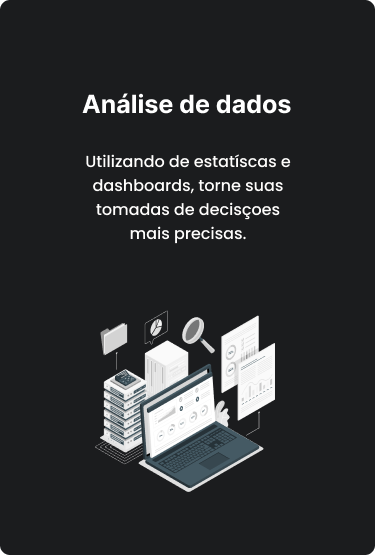 Análise de dados
Utilizando de estatíscas e
dashboards, torne suas
tomadas de decisçoes
mais precisas.